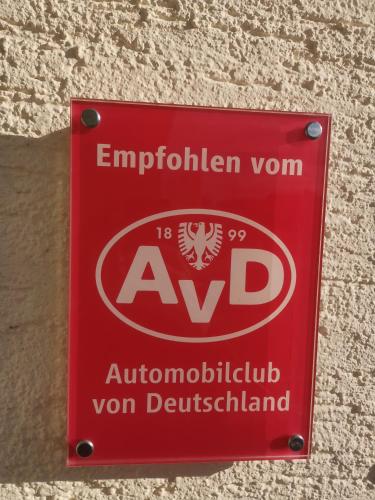 Empfohlen vom
18 99
AvD
Automobilclub
von Deutschland